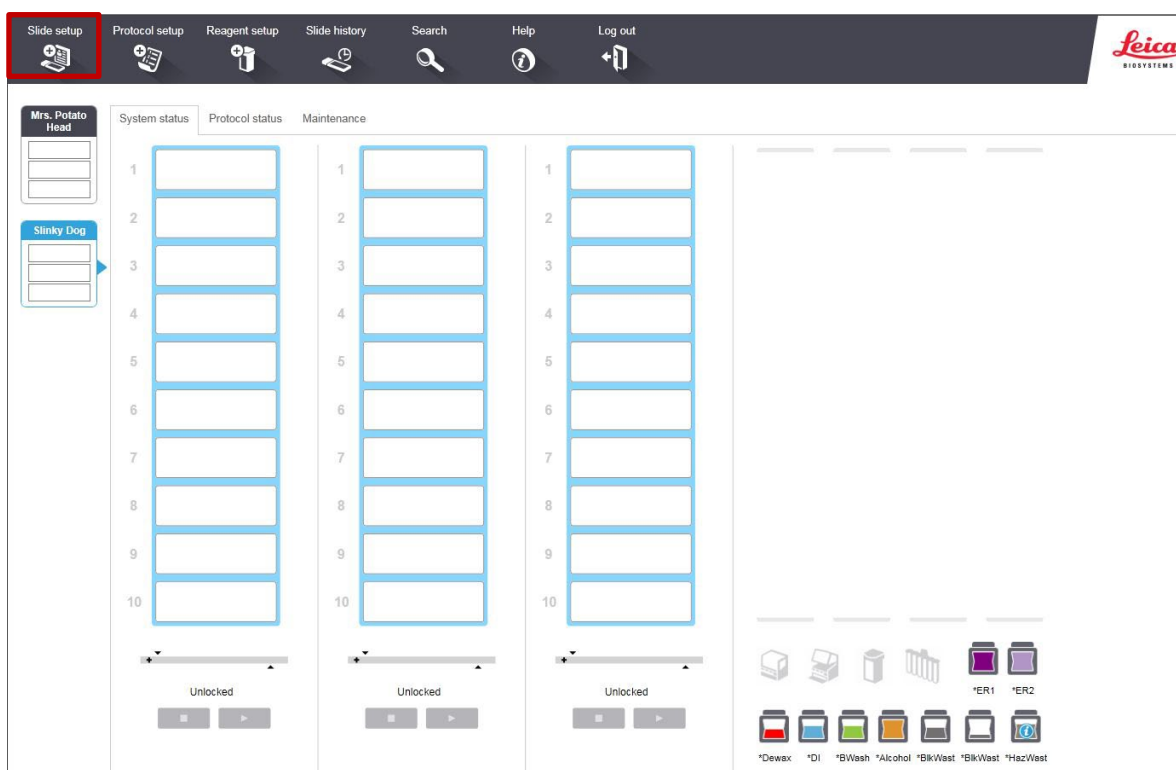 Slide setup Protocol setup Reagent setup Slide history Search Help Log out
Leica
BIOSYSTEMS
Mrs. Potato
Head
Slinky Dog
System status Protocol status Maintenance
1 1 1
2 2 2
3 3 3
4 4 4
5 5 5
6 6 6
7 7 7
8 8 8
9 9 9
10 10 10
Unlocked Unlocked Unlocked
*ER1 *ER2
*Dewax *DI *BWash *Alcohol *BlkWast *BlkWast *HazWast